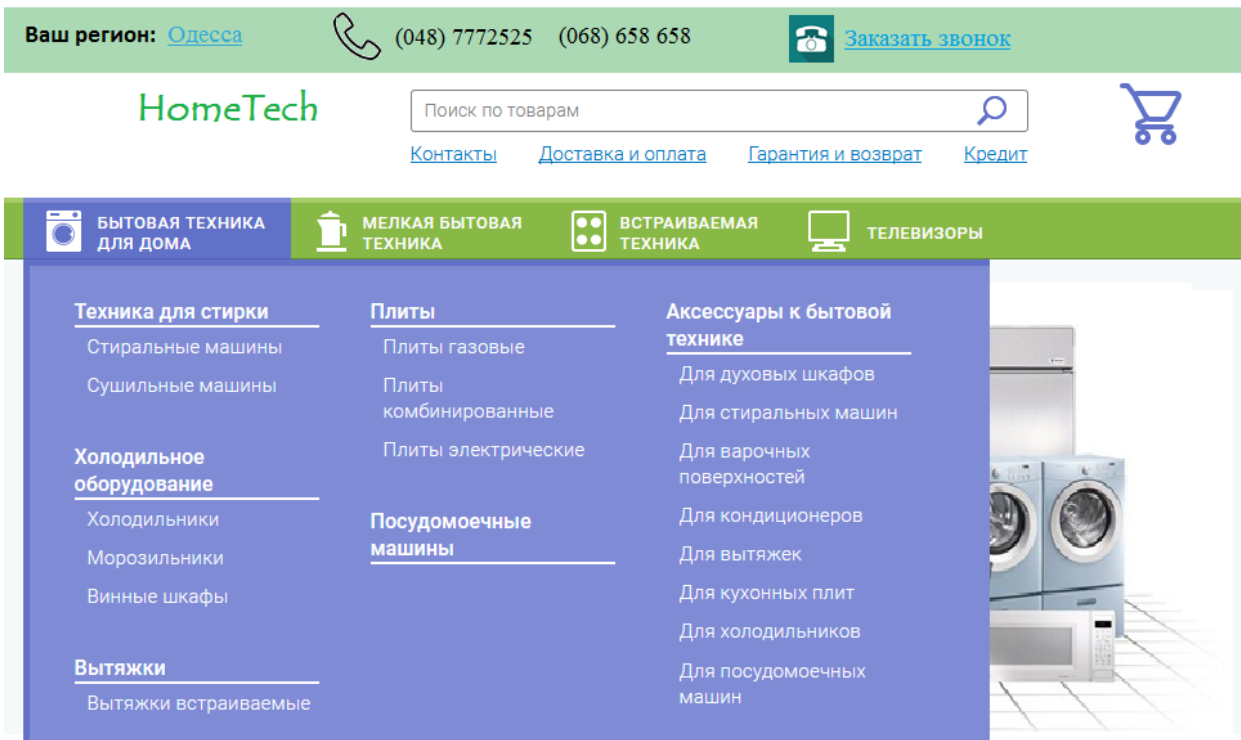 Ваш регион: Одесса (048) 7772525 (068) 658 658 Заказать звонок
HomeTech
Поиск по товарам
Контакты Доставка и оплата Гарантия и возврат Кредит
БЫТОВАЯ ТЕХНИКА
ДЛЯ ДОМА
МЕЛКАЯ БЫТОВАЯ
ТЕХНИКА
ВСТРАИВАЕМАЯ
ТЕХНИКА
ТЕЛЕВИЗОРЫ
Техника для стирки
Стиральные машины
Сушильные машины
Холодильное
оборудование
Холодильники
Морозильники
Винные шкафы
Вытяжки
Вытяжки встраиваемые
Плиты
Плиты газовые
Плиты
комбинированные
Плиты электрические
Посудомоечные
машины
Аксессуары к бытовой
технике
Для духовых шкафов
Для стиральных машин
Для варочных
поверхностей
Для кондиционеров
Для вытяжек
Для кухонных плит
Для холодильников
Для посудомоечных
машин